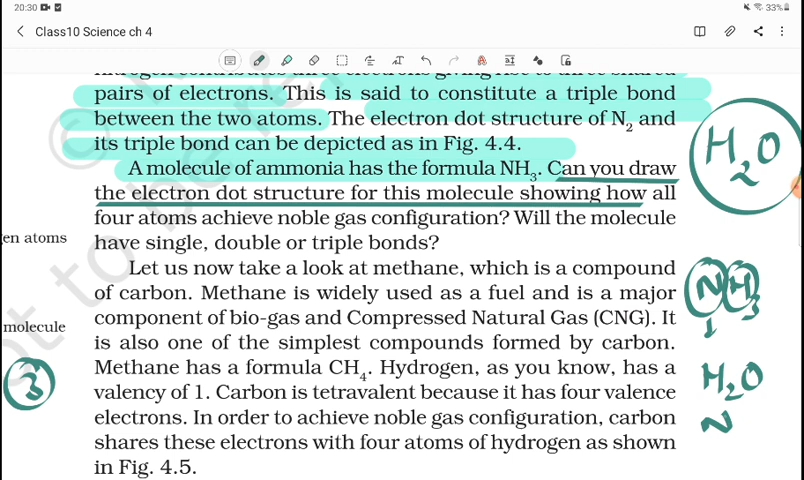 20:30
33%
Class10 Science ch 4
pairs of electrons. This is said to constitute a triple bond
between the two atoms. The electron dot structure of N2 and
its triple bond can be depicted as in Fig. 4.4.
A molecule of ammonia has the formula NH3. Can you draw
the electron dot structure for this molecule showing how all
four atoms achieve noble gas configuration? Will the molecule
have single, double or triple bonds?
Let us now take a look at methane, which is a compound
of carbon. Methane is widely used as a fuel and is a major
component of bio-gas and Compressed Natural Gas (CNG). It
is also one of the simplest compounds formed by carbon.
Methane has a formula CH4. Hydrogen, as you know, has a
valency of 1. Carbon is tetravalent because it has four valence
electrons. In order to achieve noble gas configuration, carbon
shares these electrons with four atoms of hydrogen as shown
in Fig. 4.5.
en atoms
molecule
3
H2O
NH3
1
H2O
N